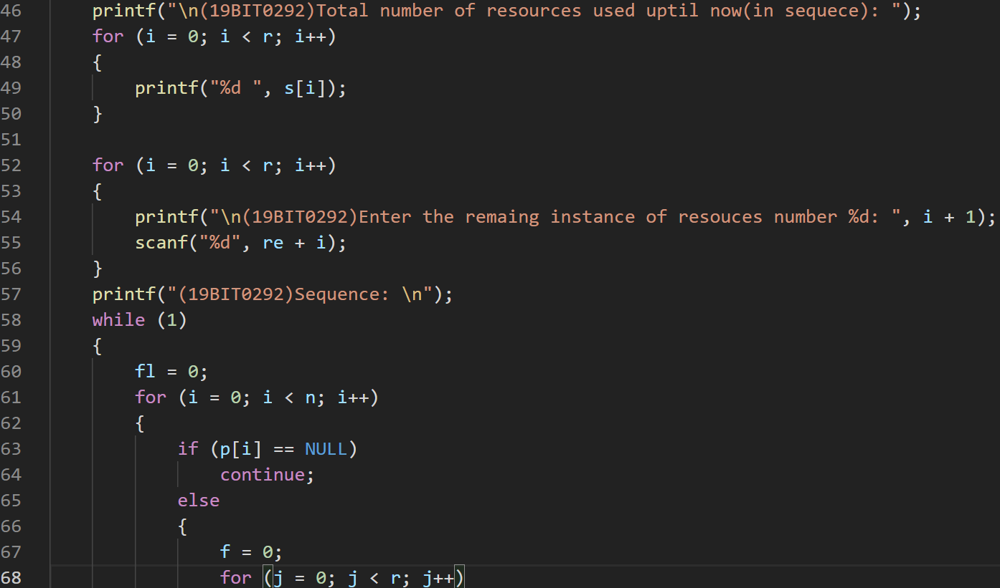 46 printf("\n(19BIT0292)Total number of resources used uptil now(in sequece): ");
47 for (i = 0; i < r; i++)
48 {
49 printf("%d ", s[i]);
50 }
51
52 for (i = 0; i < r; i++)
53 {
54 printf("\n(19BIT0292)Enter the remaing instance of resouces number %d: ", i + 1);
55 scanf("%d", re + i);
56 }
57 printf("(19BIT0292)Sequence: \n");
58 while (1)
59 {
60 fl = 0;
61 for (i = 0; i < n; i++)
62 {
63 if (p[i] == NULL)
64 continue;
65 else
66 {
67 f = 0;
68 for (j = 0; j < r; j++)